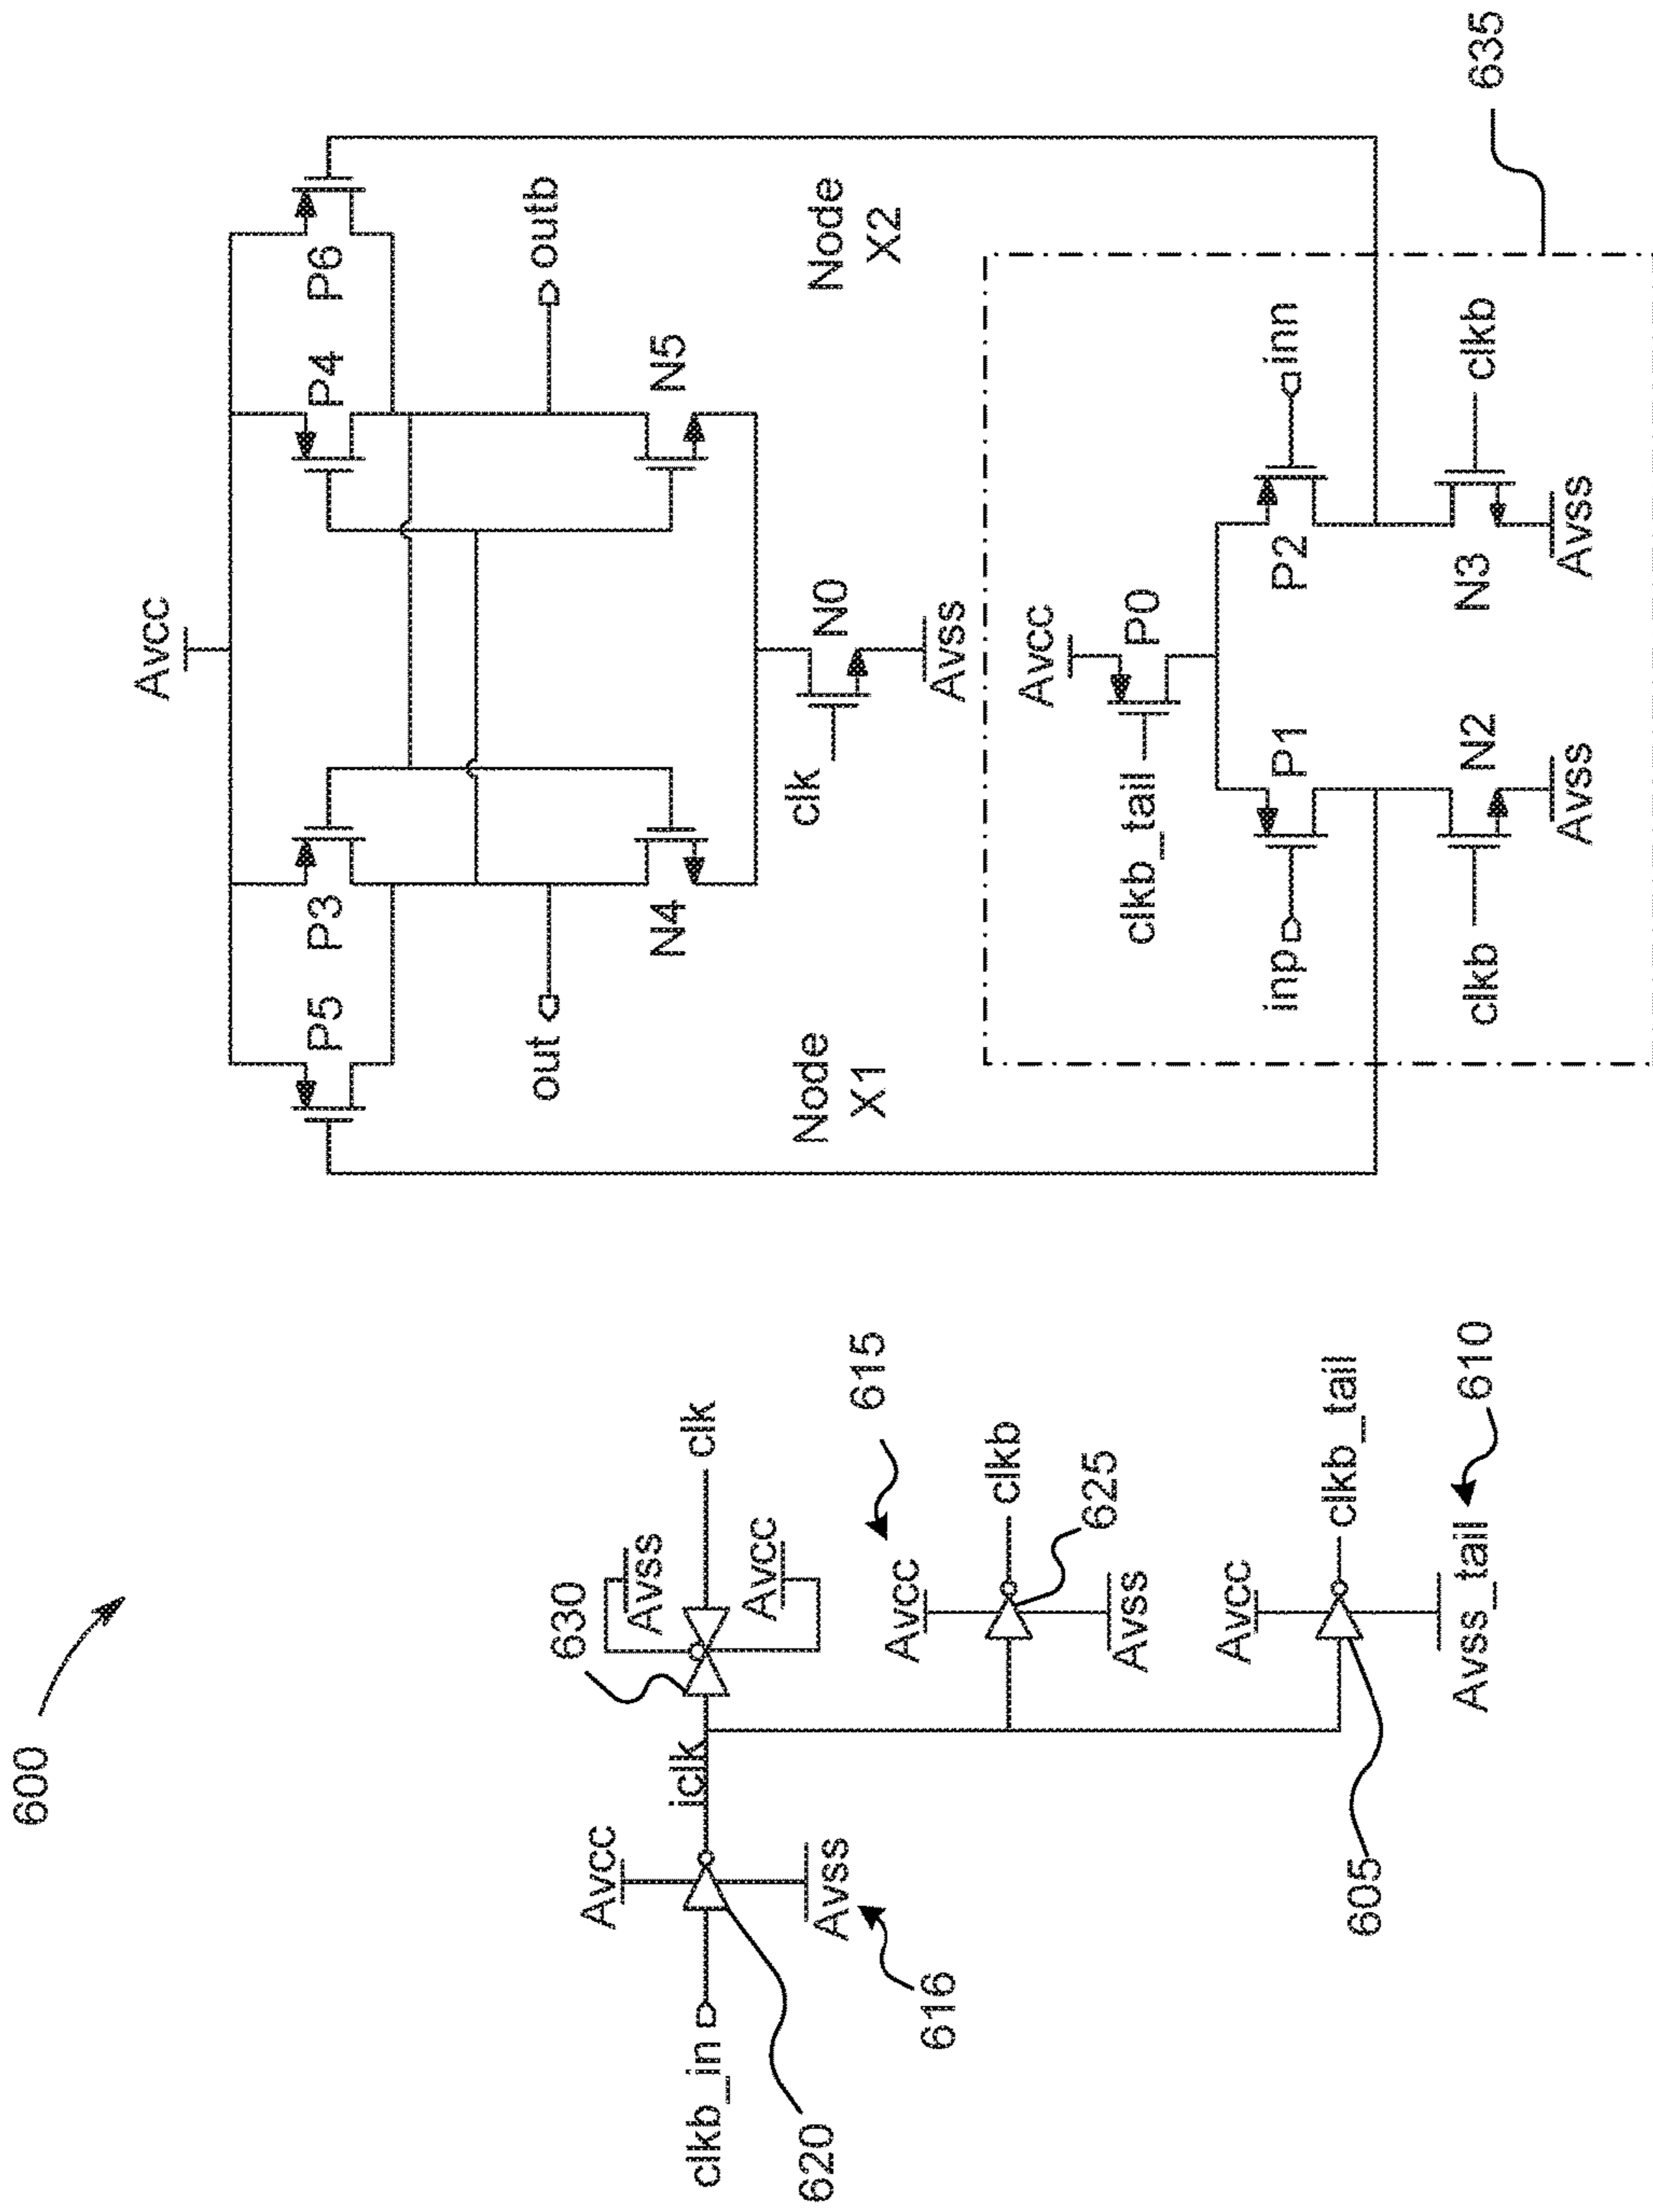 600
clkb_in
620
Avcc
Avss
616
iclk
630
Avss
Avcc
clk
615
Avcc
Avss
clkb
625
Avcc
clkb_tail
Avss_tail
610
605
Avcc
P5
P3
P4
P6
out
outb
N4
N5
clk
N0
Avss
Node
X1
Node
X2
635
Avcc
clkb_tail
P0
inp
P1
P2
inn
clkb
N2
Avss
N3
clkb
Avss